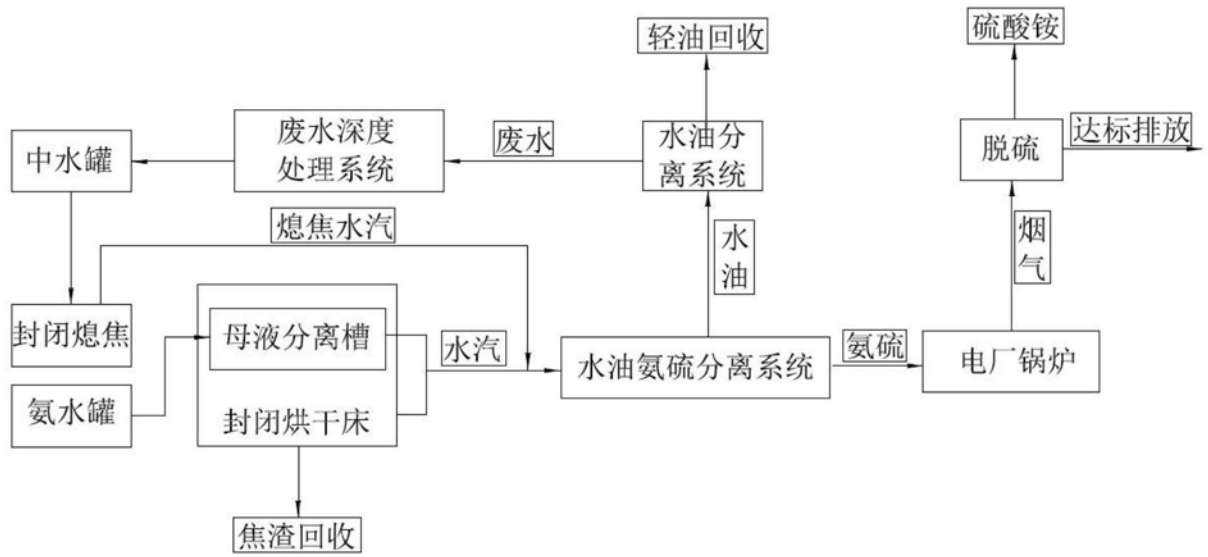 轻油回收
硫酸铵
中水罐
废水深度
处理系统
废水
水油分
离系统
脱硫
达标排放
熄焦水汽
水
油
烟
气
封闭熄焦
母液分离槽
水汽
水油氨硫分离系统
氨硫
电厂锅炉
氨水罐
封闭烘干床
焦渣回收